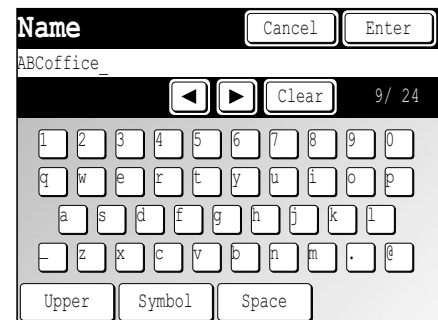 Name Cancel Enter
ABCoffice_
◄ ► Clear 9/ 24
1 2 3 4 5 6 7 8 9 0
q w e r t y u i o p
a s d f g h j k l
_ z x c v b n m . @
Upper Symbol Space